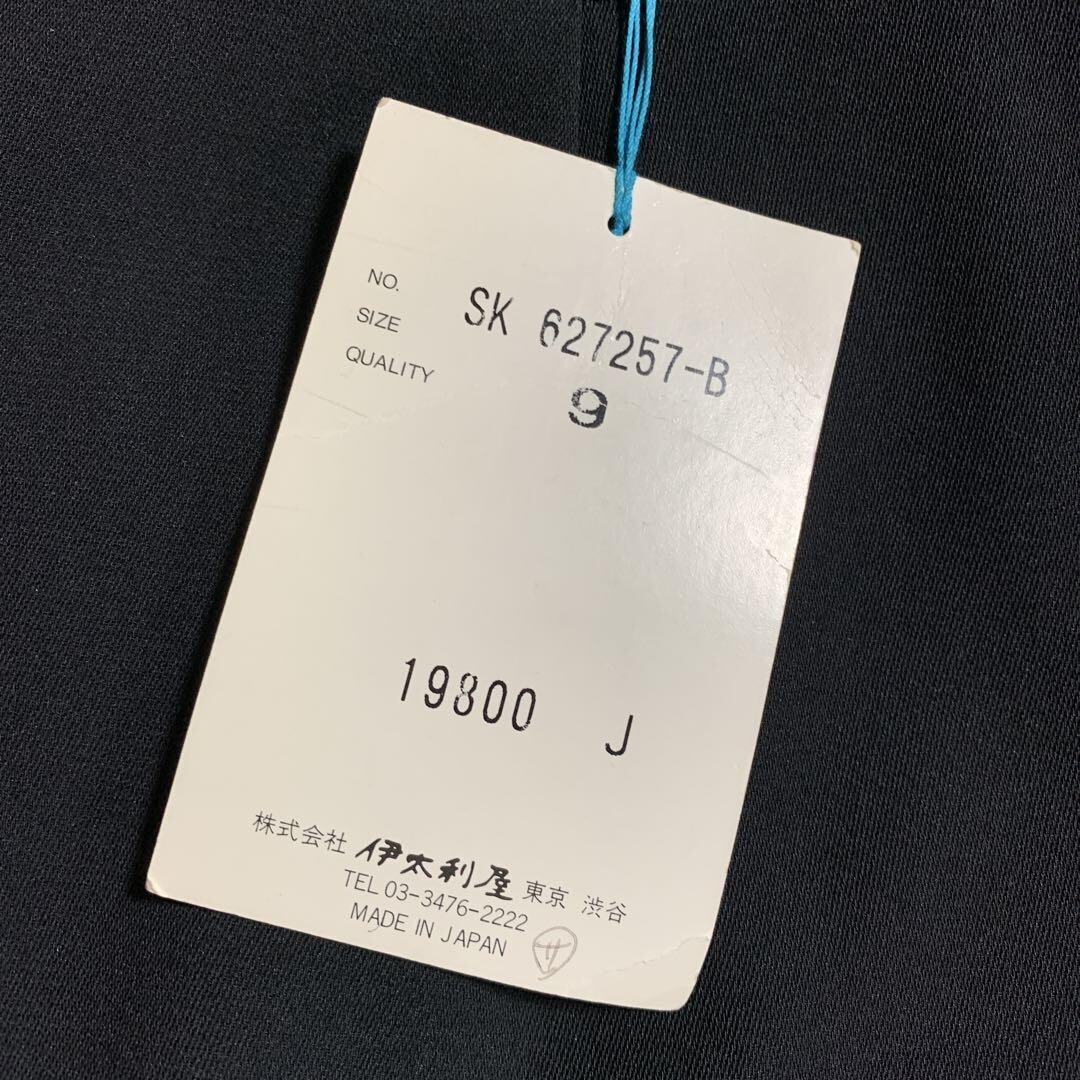 NO. SK 627257-B
SIZE 9
QUALITY
19800 J
株式会社 伊太利屋 東京 渋谷
TEL 03-3476-2222
MADE IN JAPAN
サ